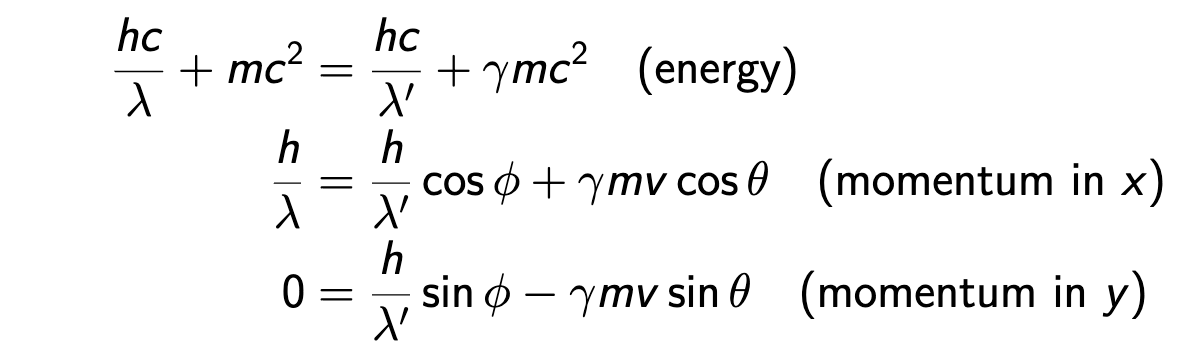 hc/λ + mc² = hc/λ′ + γmc² (energy)
h/λ = h/λ′ cos ϕ + γmv cos θ (momentum in x)
0 = h/λ′ sin ϕ − γmv sin θ (momentum in y)